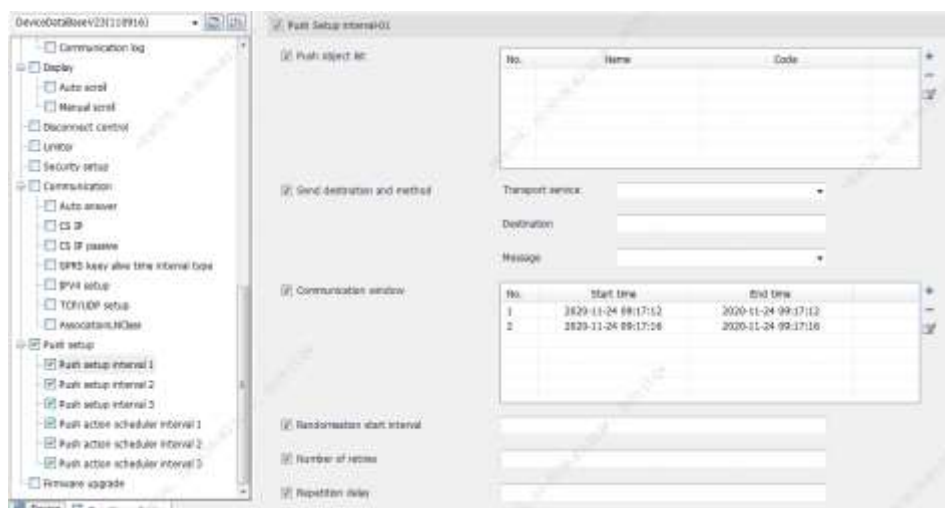 DeviceDataBaseV23(118916)
Communication log
Display
Auto scroll
Manual scroll
Disconnect control
Limitor
Security setup
Communication
Auto answer
CS IP
CS IP passive
GPRS keey alive time interval type
IPV4 setup
TCP/UDP setup
Push setup
Push setup interval 1
Push setup interval 2
Push setup interval 3
Push action scheduler interval 1
Push action scheduler interval 2
Push action scheduler interval 3
Firmware upgrade
Push Setup interval-01
Push object list
No. Name Code
Send destination and method
Transport service
Destination
Message
Communication window
No. Start time End time
1 2020-11-24 09:17:12 2020-11-24 09:17:12
2 2020-11-24 09:17:16 2020-11-24 09:17:16
Randomisation start interval
Number of retries
Repetition delay